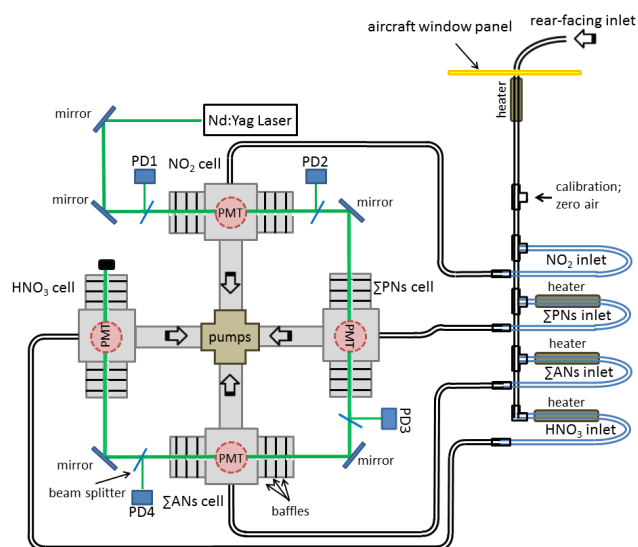 rear-facing inlet
aircraft window panel
heater
mirror
Nd:Yag Laser
NO₂ cell
PD1
PD2
mirror
mirror
PMT
calibration;
zero air
NO₂ inlet
HNO₃ cell
∑PNs cell
heater
∑PNs inlet
PMT
pumps
PMT
heater
∑ANs inlet
heater
HNO₃ inlet
PD3
mirror
PMT
mirror
beam splitter
PD4
∑ANs cell
baffles